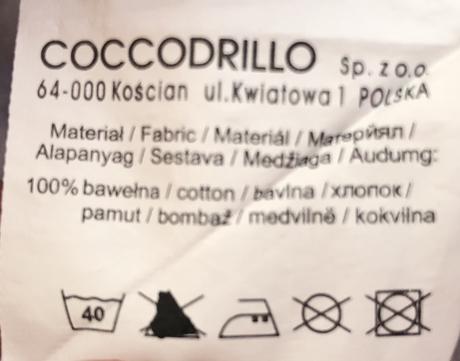 COCCODRILLO Sp. z o.o.
64-000 Kościan ul.Kwiatowa 1 POLSKA
Materiał / Fabric / Materiál / Материял /
Alapanyag / Sestava / Medžiaga / Audumg:
100% bawełna / cotton / bavlna / хлопок /
pamut / bombaž / medvilnė / kokvilna
40